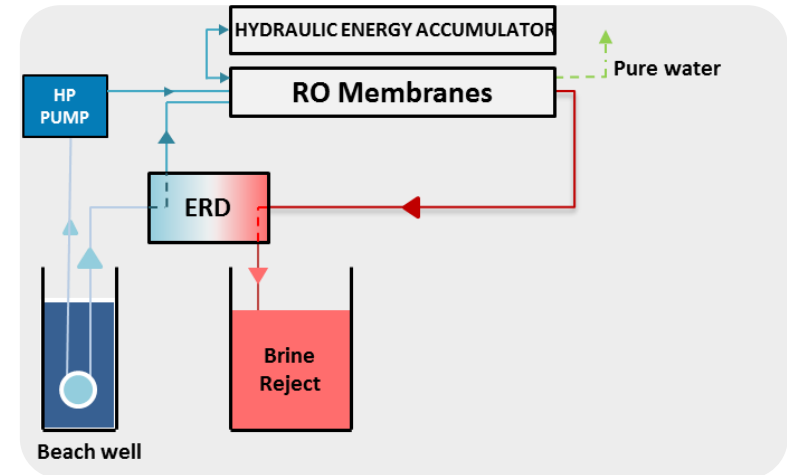 HYDRAULIC ENERGY ACCUMULATOR
RO Membranes
Pure water
HP
PUMP
ERD
Brine
Reject
Beach well